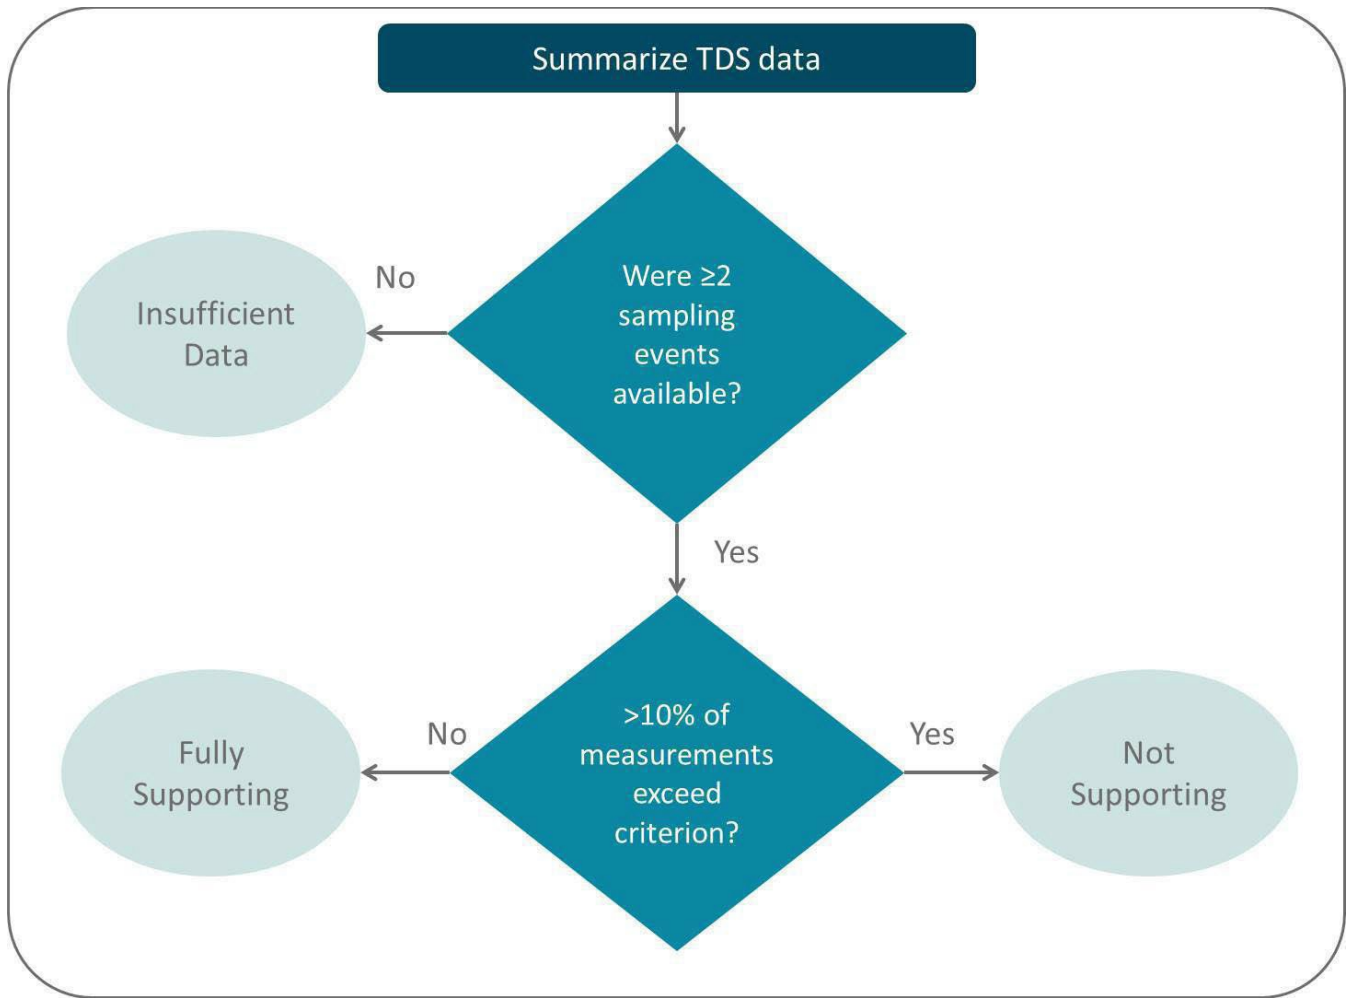 Summarize TDS data
Were ≥2
sampling
events
available?
No
Insufficient
Data
Yes
>10% of
measurements
exceed
criterion?
No
Fully
Supporting
Yes
Not
Supporting